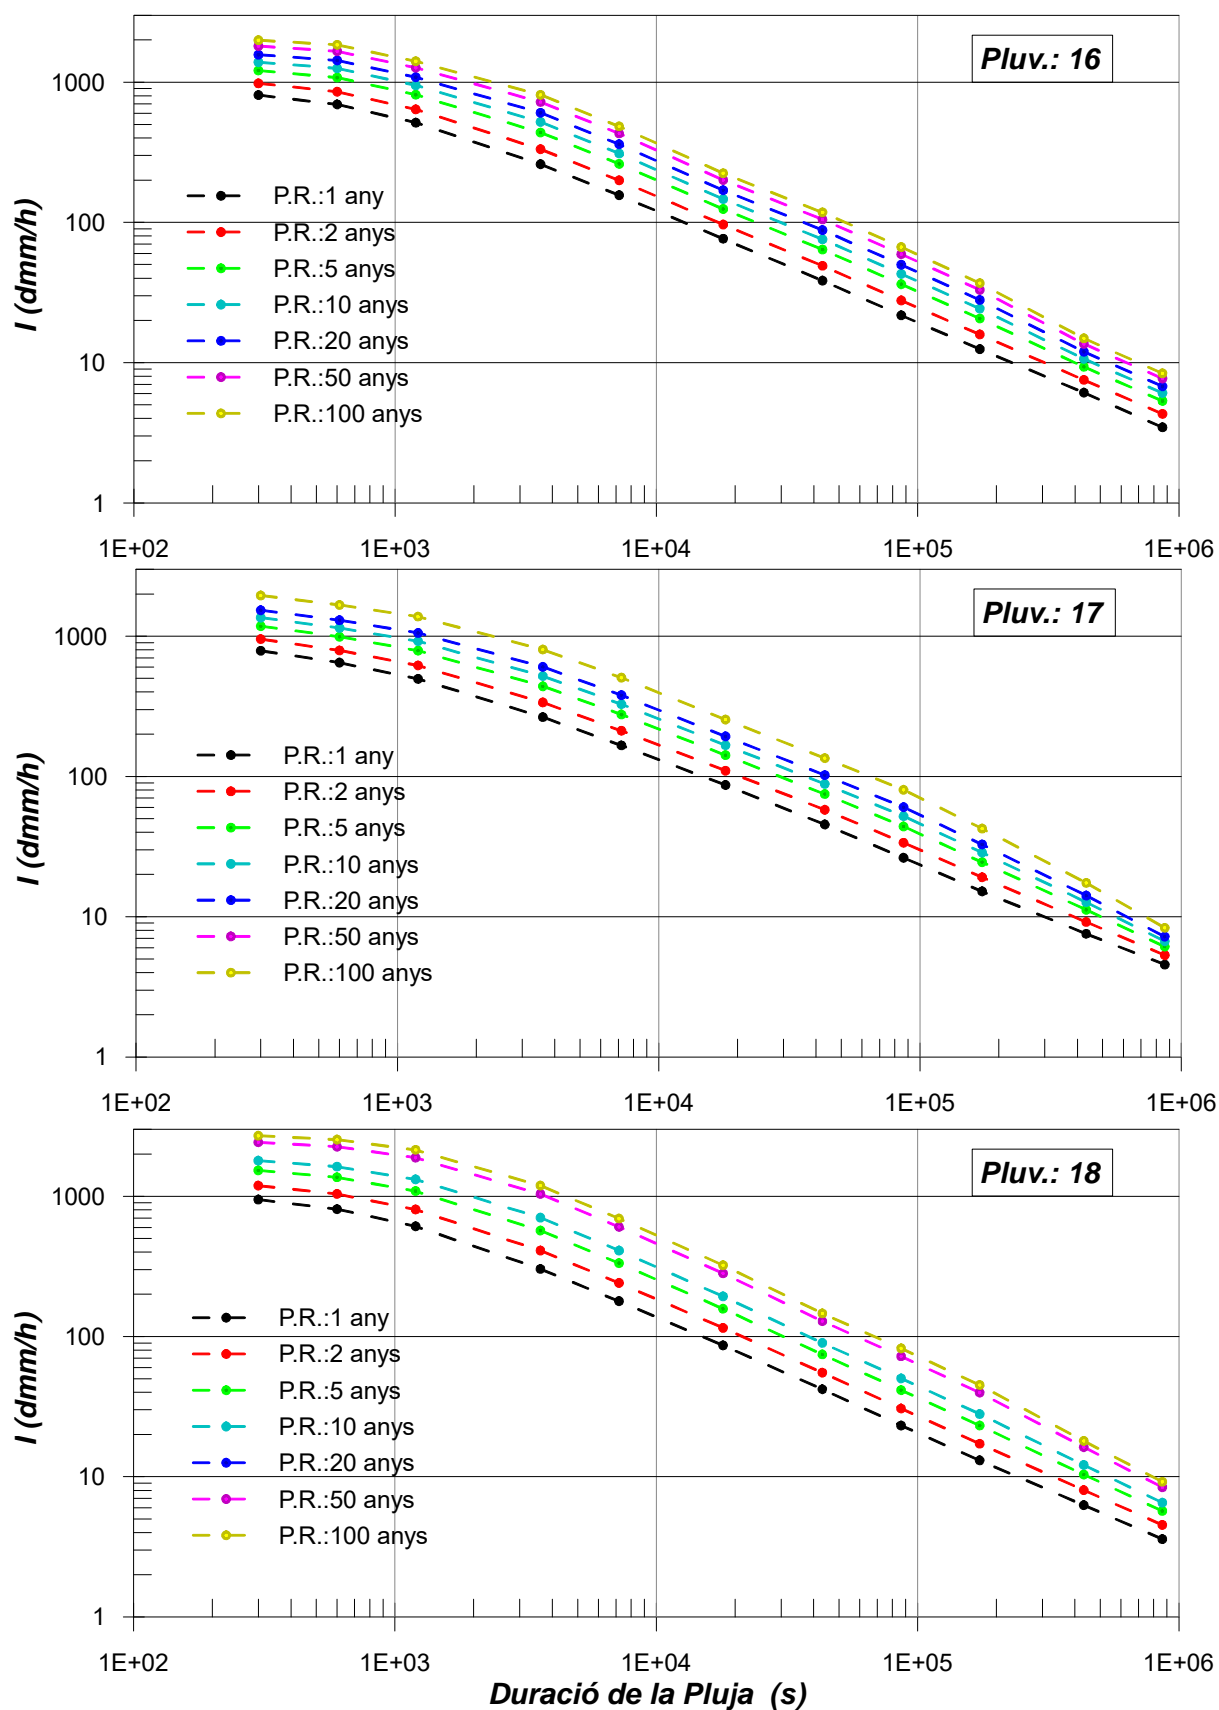 Pluv.: 16
1000
100
10
1
I (dmm/h)
P.R.:1 any
P.R.:2 anys
P.R.:5 anys
P.R.:10 anys
P.R.:20 anys
P.R.:50 anys
P.R.:100 anys
1E+02 1E+03 1E+04 1E+05 1E+06
Pluv.: 17
1000
100
10
1
I (dmm/h)
P.R.:1 any
P.R.:2 anys
P.R.:5 anys
P.R.:10 anys
P.R.:20 anys
P.R.:50 anys
P.R.:100 anys
1E+02 1E+03 1E+04 1E+05 1E+06
Pluv.: 18
1000
100
10
1
I (dmm/h)
P.R.:1 any
P.R.:2 anys
P.R.:5 anys
P.R.:10 anys
P.R.:20 anys
P.R.:50 anys
P.R.:100 anys
1E+02 1E+03 1E+04 1E+05 1E+06
Duració de la Pluja (s)